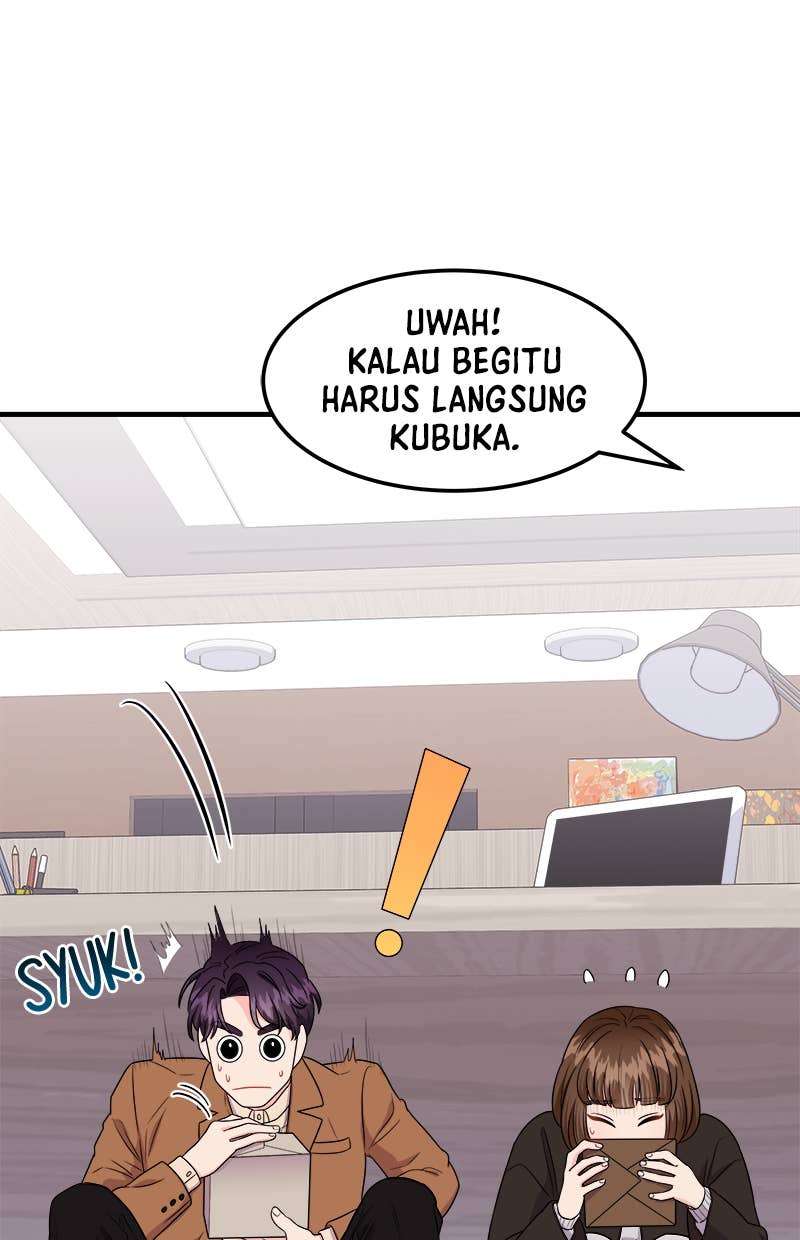 UWAH!
KALAU BEGITU
HARUS LANGSUNG
KUBUKA.
!
SYUK!